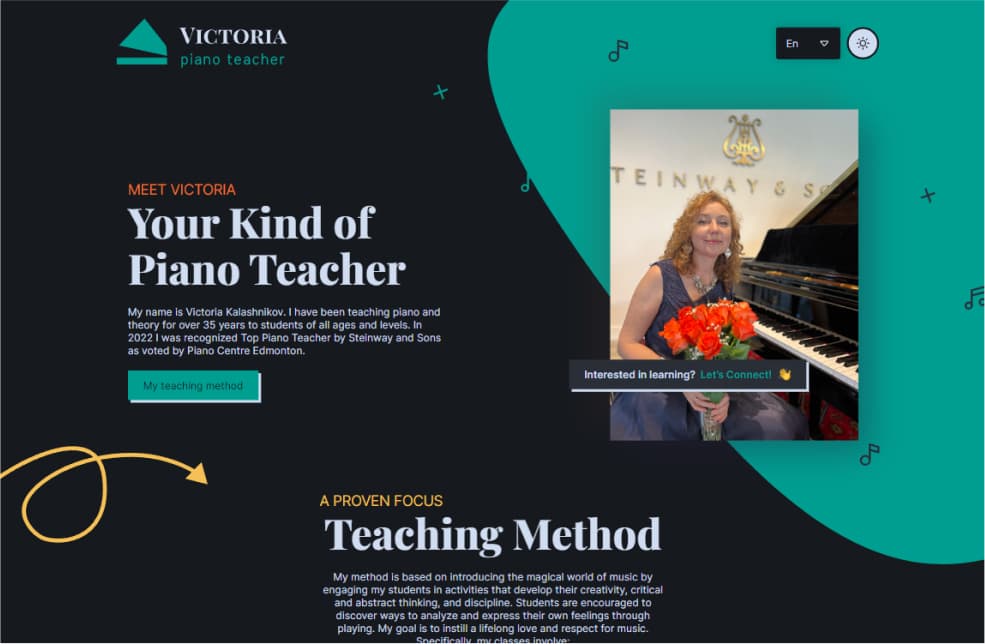 VICTORIA
piano teacher
En
TEINWAY & SO
MEET VICTORIA
Your Kind of
Piano Teacher
My name is Victoria Kalashnikov. I have been teaching piano and
theory for over 35 years to students of all ages and levels. In
2022 I was recognized Top Piano Teacher by Steinway and Sons
as voted by Piano Centre Edmonton.
My teaching method
Interested in learning? Let's Connect! 👋
A PROVEN FOCUS
Teaching Method
My method is based on introducing the magical world of music by
engaging my students in activities that develop their creativity, critical
and abstract thinking, and discipline. Students are encouraged to
discover ways to analyze and express their own feelings through
playing. My goal is to instill a lifelong love and respect for music.
Specifically, my classes involve: